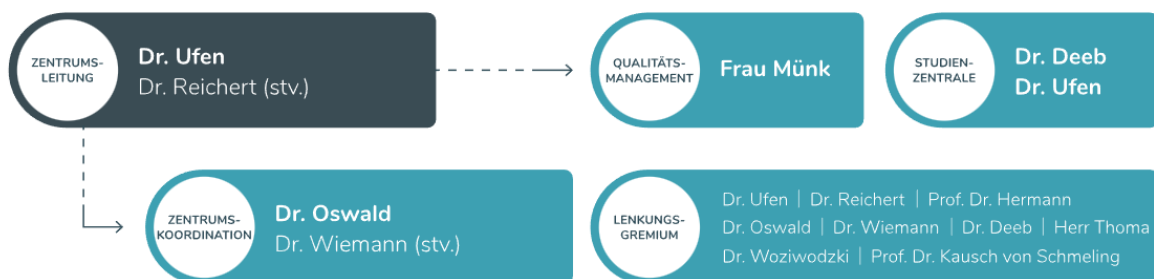 ZENTRUMS-
LEITUNG
Dr. Ufen
Dr. Reichert (stv.)
QUALITÄTS-
MANAGEMENT
Frau Münk
STUDIEN-
ZENTRALE
Dr. Deeb
Dr. Ufen
ZENTRUMS-
KOORDINATION
Dr. Oswald
Dr. Wiemann (stv.)
LENKUNGS-
GREMIUM
Dr. Ufen | Dr. Reichert | Prof. Dr. Hermann
Dr. Oswald | Dr. Wiemann | Dr. Deeb | Herr Thoma
Dr. Woziwodzki | Prof. Dr. Kausch von Schmeling